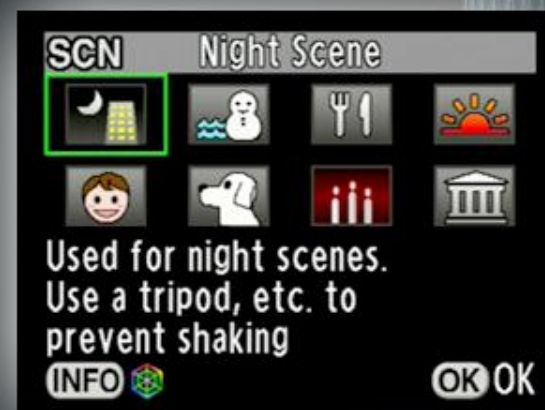 SCN Night Scene
Used for night scenes.
Use a tripod, etc. to
prevent shaking
INFO OK OK